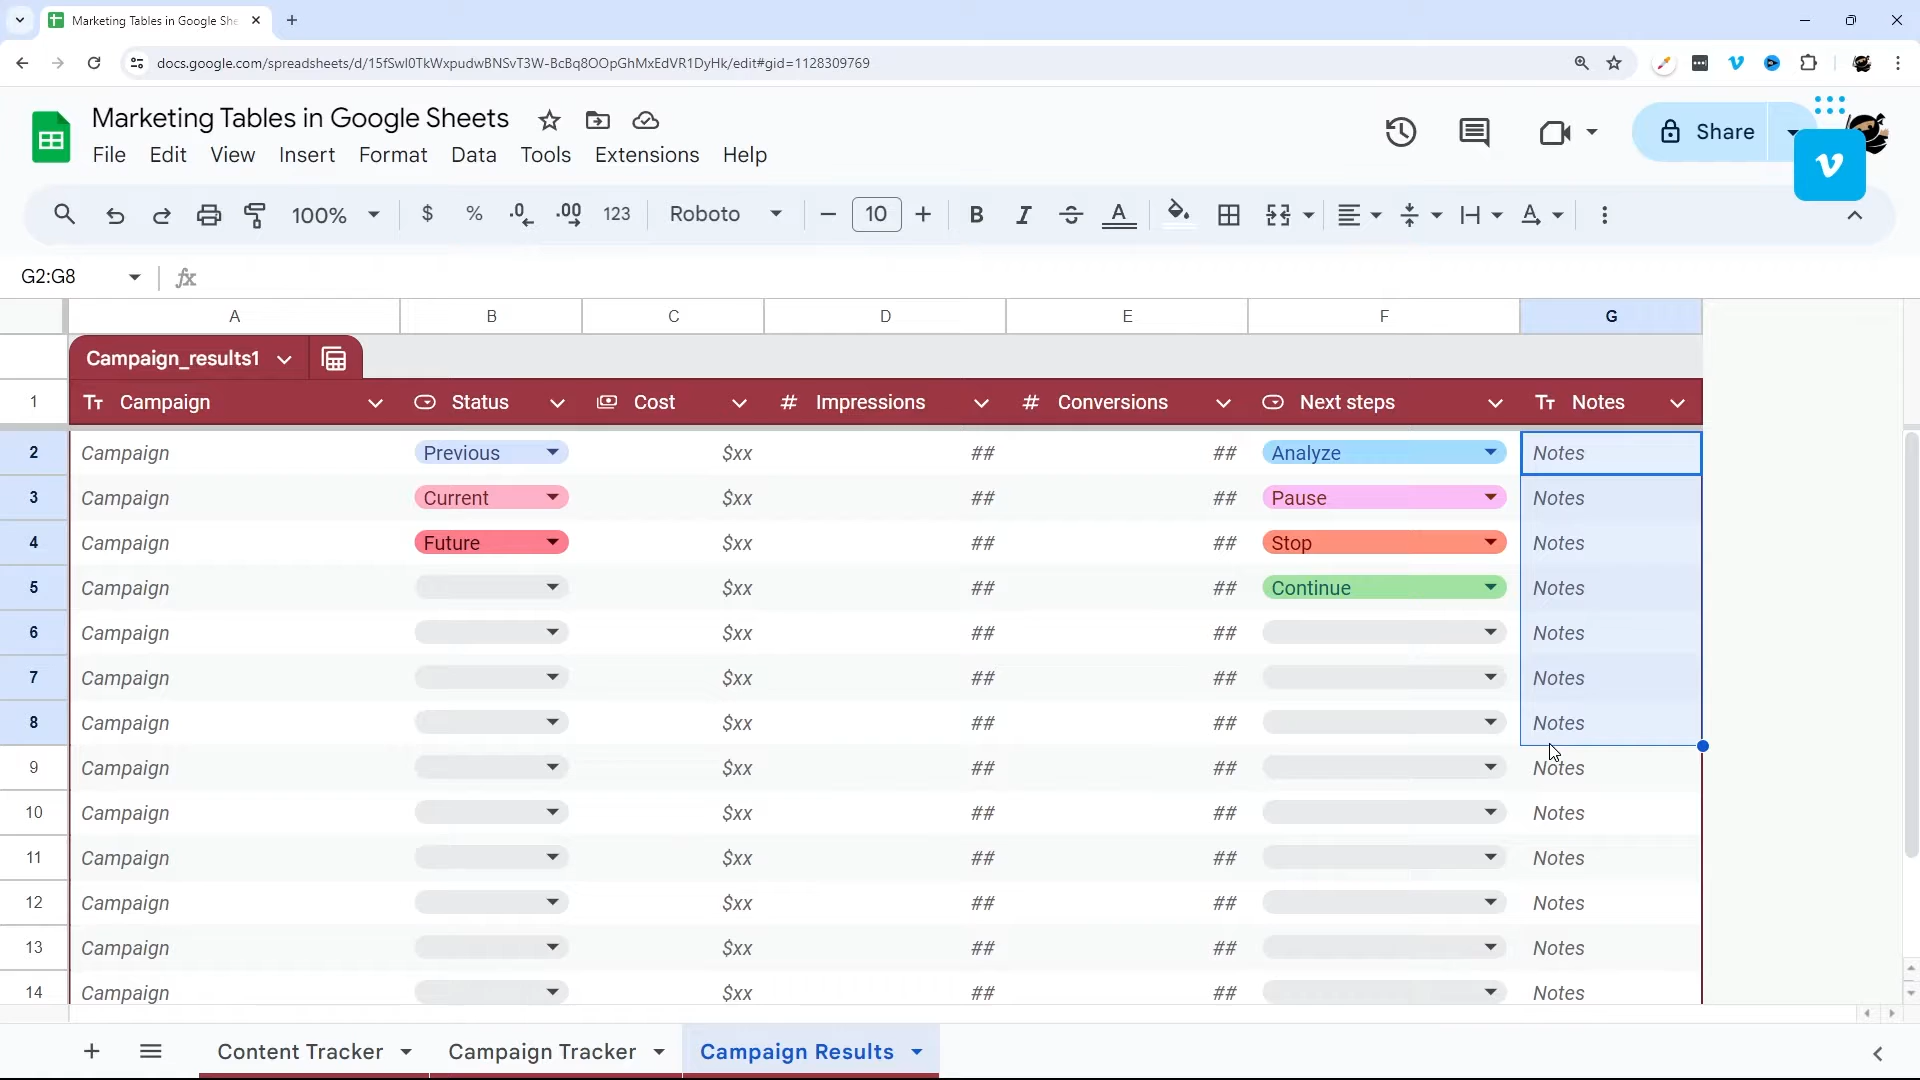 Marketing Tables in Google She
docs.google.com/spreadsheets/d/15fSwI0TkWxpudwBNSvT3W-BcBq8OOpGhMxEdVR1DyHk/edit#gid=1128309769
Marketing Tables in Google Sheets
File Edit View Insert Format Data Tools Extensions Help
Share
100% $ % .0 .00 123 Roboto 10 B I S A A
G2:G8 fx
A B C D E F G
Campaign_results1
1 Tт Campaign Status Cost # Impressions # Conversions Next steps Tт Notes
2 Campaign Previous $xx ## ## Analyze Notes
3 Campaign Current $xx ## ## Pause Notes
4 Campaign Future $xx ## ## Stop Notes
5 Campaign $xx ## ## Continue Notes
6 Campaign $xx ## ## Notes
7 Campaign $xx ## ## Notes
8 Campaign $xx ## ## Notes
9 Campaign $xx ## ## Notes
10 Campaign $xx ## ## Notes
11 Campaign $xx ## ## Notes
12 Campaign $xx ## ## Notes
13 Campaign $xx ## ## Notes
14 Campaign $xx ## ## Notes
Content Tracker Campaign Tracker Campaign Results